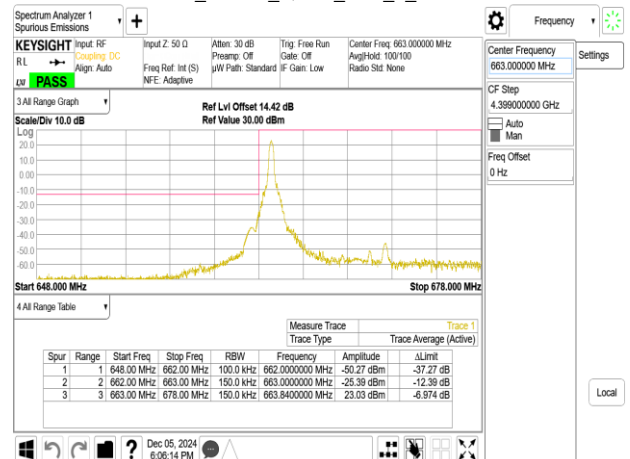 Spectrum Analyzer 1
Spurious Emissions
Frequency
KEYSIGHT
Input: RF
Coupling: DC
Align: Auto
Input Z: 50 Ω
Freq Ref: Int (S)
NFE: Adaptive
Atten: 30 dB
Preamp: Off
µW Path: Standard
Trig: Free Run
Gate: Off
IF Gain: Low
Center Freq: 663.000000 MHz
Avg|Hold: 100/100
Radio Std: None
RL
LXI PASS
Center Frequency
663.000000 MHz
Settings
CF Step
4.399000000 GHz
Auto
Man
Freq Offset
0 Hz
Local
3 All Range Graph
Scale/Div 10.0 dB
Ref Lvl Offset 14.42 dB
Ref Value 30.00 dBm
Log
20.0
10.0
0.00
-10.0
-20.0
-30.0
-40.0
-50.0
-60.0
Start 648.000 MHz Stop 678.000 MHz
4 All Range Table
Measure Trace Trace 1
Trace Type Trace Average (Active)
Spur Range Start Freq Stop Freq RBW Frequency Amplitude ΔLimit
1 1 648.00 MHz 662.00 MHz 100.0 kHz 662.0000000 MHz -50.27 dBm -37.27 dB
2 2 662.00 MHz 663.00 MHz 150.0 kHz 663.0000000 MHz -25.39 dBm -12.39 dB
3 3 663.00 MHz 678.00 MHz 150.0 kHz 663.8400000 MHz 23.03 dBm -6.974 dB
Dec 05, 2024
6:06:14 PM